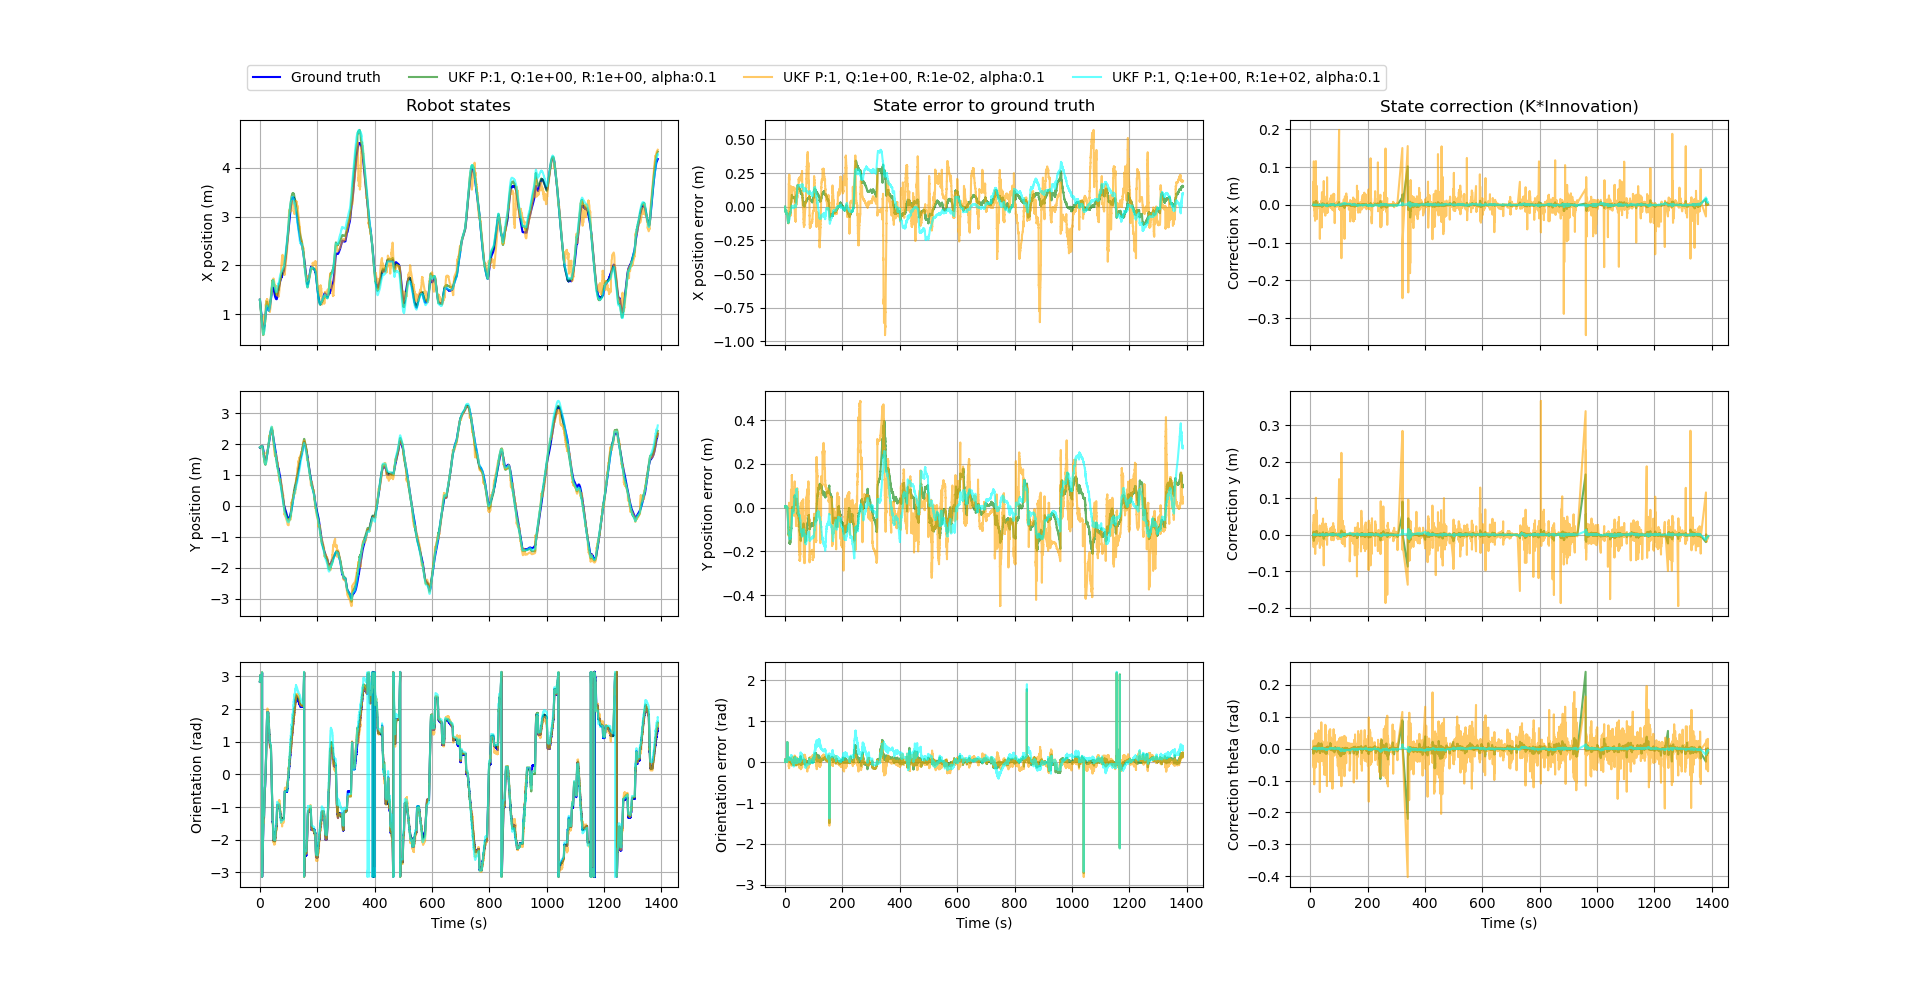 Ground truth
UKF P:1, Q:1e+00, R:1e+00, alpha:0.1
UKF P:1, Q:1e+00, R:1e-02, alpha:0.1
UKF P:1, Q:1e+00, R:1e+02, alpha:0.1
Robot states
X position (m)
4
3
2
1
State error to ground truth
X position error (m)
0.50
0.25
0.00
−0.25
−0.50
−0.75
−1.00
State correction (K*Innovation)
Correction x (m)
0.2
0.1
0.0
−0.1
−0.2
−0.3
Y position (m)
3
2
1
0
−1
−2
−3
Y position error (m)
0.4
0.2
0.0
−0.2
−0.4
Correction y (m)
0.3
0.2
0.1
0.0
−0.1
−0.2
Orientation (rad)
3
2
1
0
−1
−2
−3
0 200 400 600 800 1000 1200 1400
Time (s)
Orientation error (rad)
2
1
0
−1
−2
−3
0 200 400 600 800 1000 1200 1400
Time (s)
Correction theta (rad)
0.2
0.1
0.0
−0.1
−0.2
−0.3
−0.4
0 200 400 600 800 1000 1200 1400
Time (s)